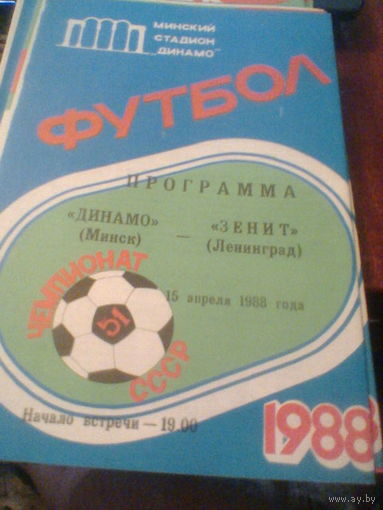 МИНСКИЙ
СТАДИОН
„ДИНАМО"
ФУТБОЛ
ПРОГРАММА
«ДИНАМО» — «ЗЕНИТ»
(Минск) (Ленинград)
15 апреля 1988 года
ЧЕМПИОНАТ
51
СССР
Начало встречи — 19.00
1988
www.ay.by